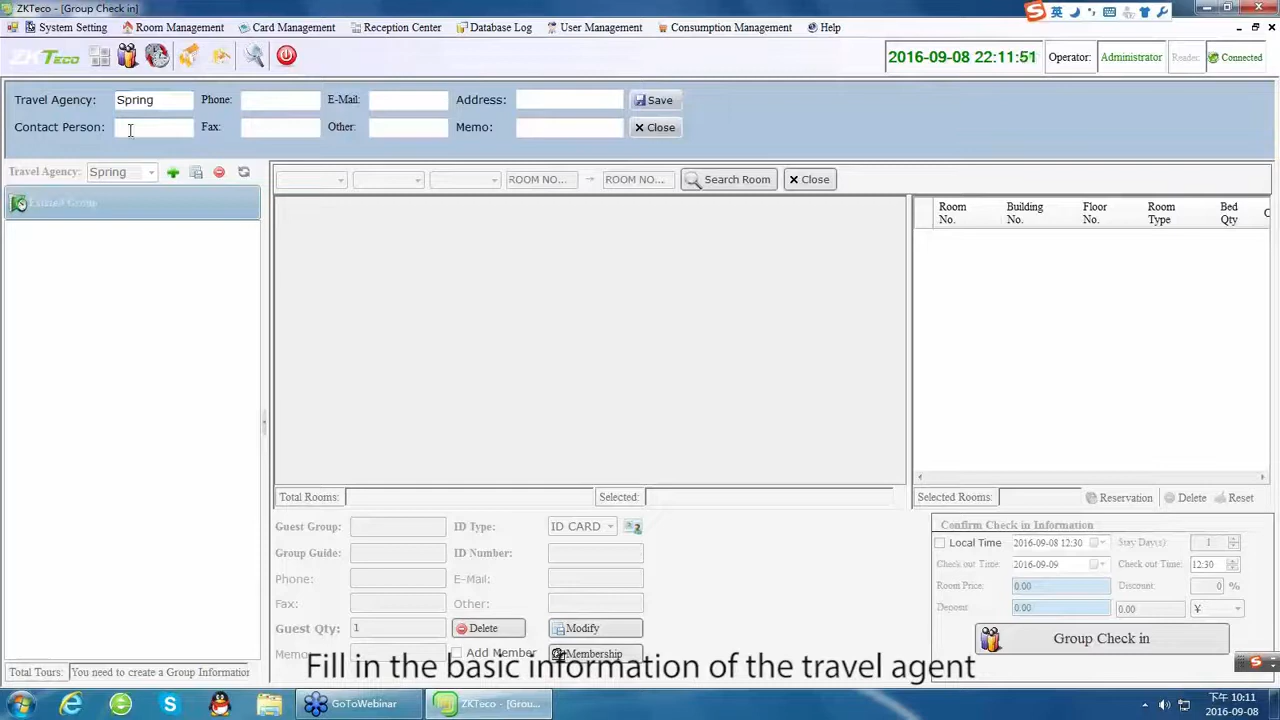 ZKTeco - [Group Check in]
英
System Setting Room Management Card Management Reception Center Database Log User Management Consumption Management Help
ZKTeco 2016-09-08 22:11:51 Operator: Administrator Reader: Connected
Travel Agency: Spring Phone: E-Mail: Address: Save
Contact Person: Fax: Other: Memo: Close
Travel Agency: Spring ROOM NO... → ROOM NO... Search Room Close
Extend Group
Room No. Building No. Floor No. Room Type Bed Qty
Total Rooms: Selected: Selected Rooms: Reservation Delete Reset
Guest Group: ID Type: ID CARD
Group Guide: ID Number:
Phone: E-Mail:
Fax: Other:
Guest Qty: 1 Delete Modify
Memo: Add Member Membership
Confirm Check in Information
Local Time 2016-09-08 12:30 Stay Day(s): 1
Check out Time: 2016-09-09 Check out Time: 12:30
Room Price: 0.00 Discount: 0 %
Deposit: 0.00 0.00 ¥
Group Check in
Total Tours: You need to create a Group Information
Fill in the basic information of the travel agent
GoToWebinar ZKTeco - [Grou... 下午 10:11
2016-09-08